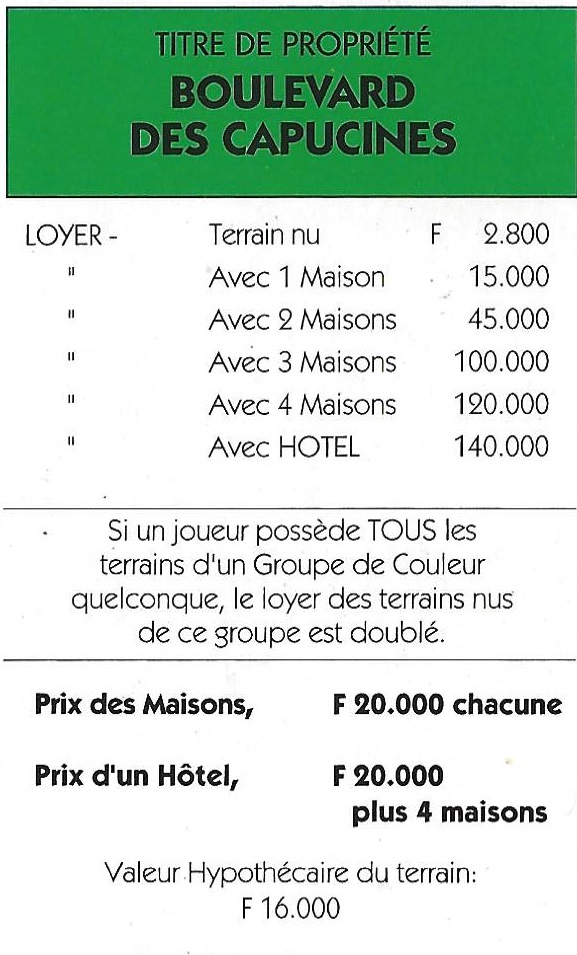 TITRE DE PROPRIÉTÉ
BOULEVARD
DES CAPUCINES
LOYER - Terrain nu F 2.800
" Avec 1 Maison 15.000
" Avec 2 Maisons 45.000
" Avec 3 Maisons 100.000
" Avec 4 Maisons 120.000
" Avec HOTEL 140.000
Si un joueur possède TOUS les
terrains d'un Groupe de Couleur
quelconque, le loyer des terrains nus
de ce groupe est doublé.
Prix des Maisons, F 20.000 chacune
Prix d'un Hôtel, F 20.000
plus 4 maisons
Valeur Hypothécaire du terrain:
F 16.000